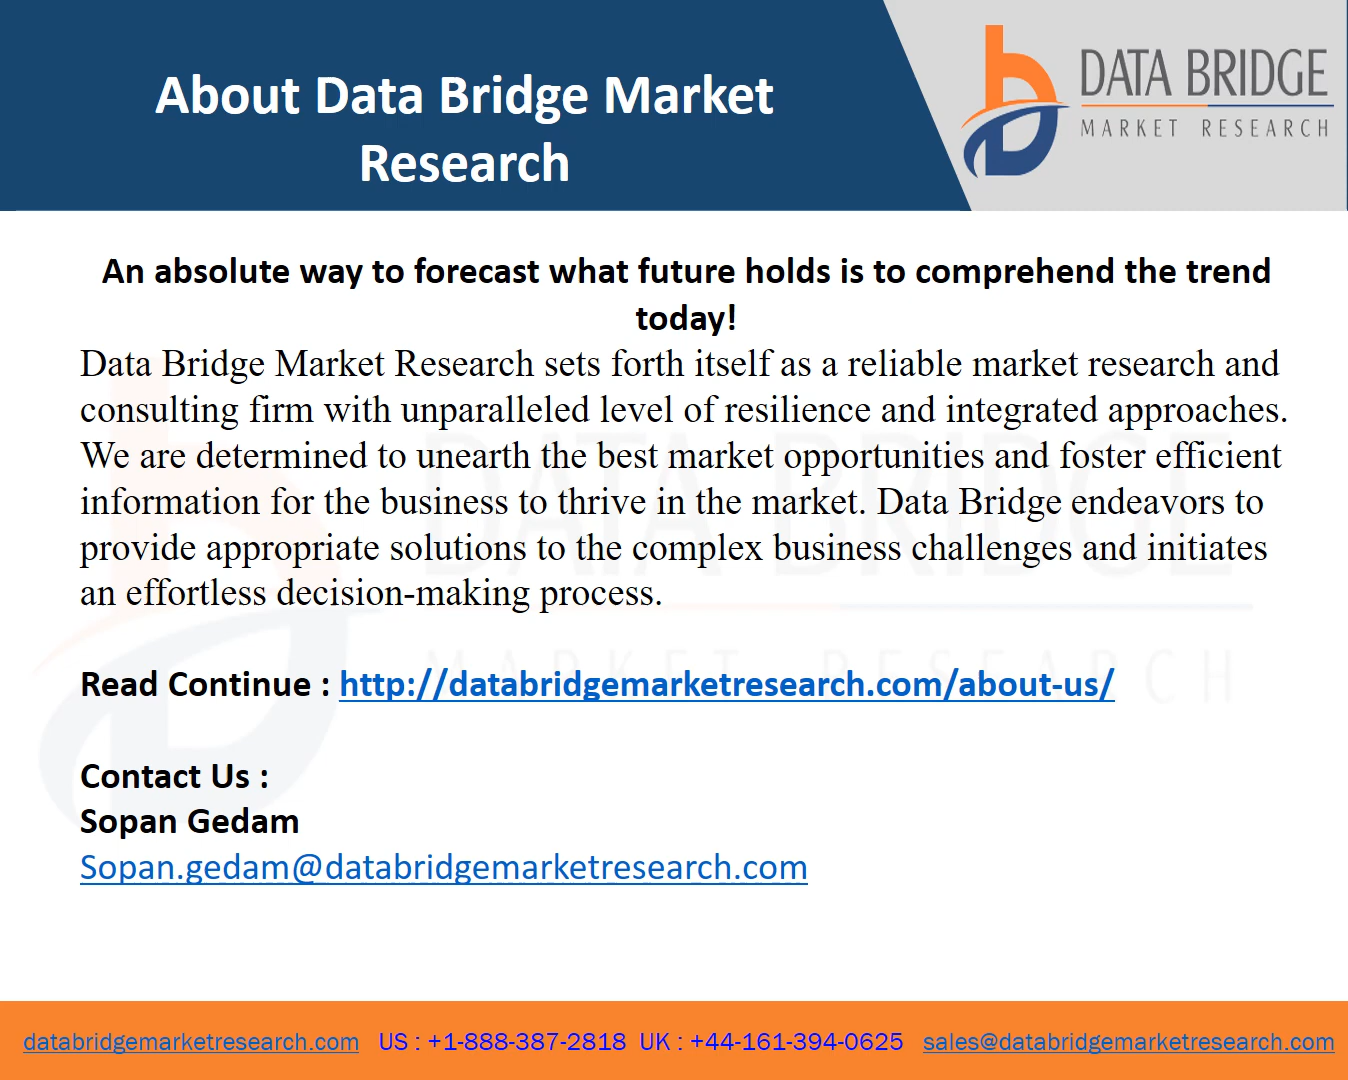 About Data Bridge Market
Research
DATA BRIDGE
MARKET RESEARCH
An absolute way to forecast what future holds is to comprehend the trend
today!
Data Bridge Market Research sets forth itself as a reliable market research and
consulting firm with unparalleled level of resilience and integrated approaches.
We are determined to unearth the best market opportunities and foster efficient
information for the business to thrive in the market. Data Bridge endeavors to
provide appropriate solutions to the complex business challenges and initiates
an effortless decision-making process.
DATA BRIDGE
MARKET RESEARCH
Read Continue : http://databridgemarketresearch.com/about-us/
Contact Us :
Sopan Gedam
Sopan.gedam@databridgemarketresearch.com
databridgemarketresearch.com US : +1-888-387-2818 UK : +44-161-394-0625 sales@databridgemarketresearch.com